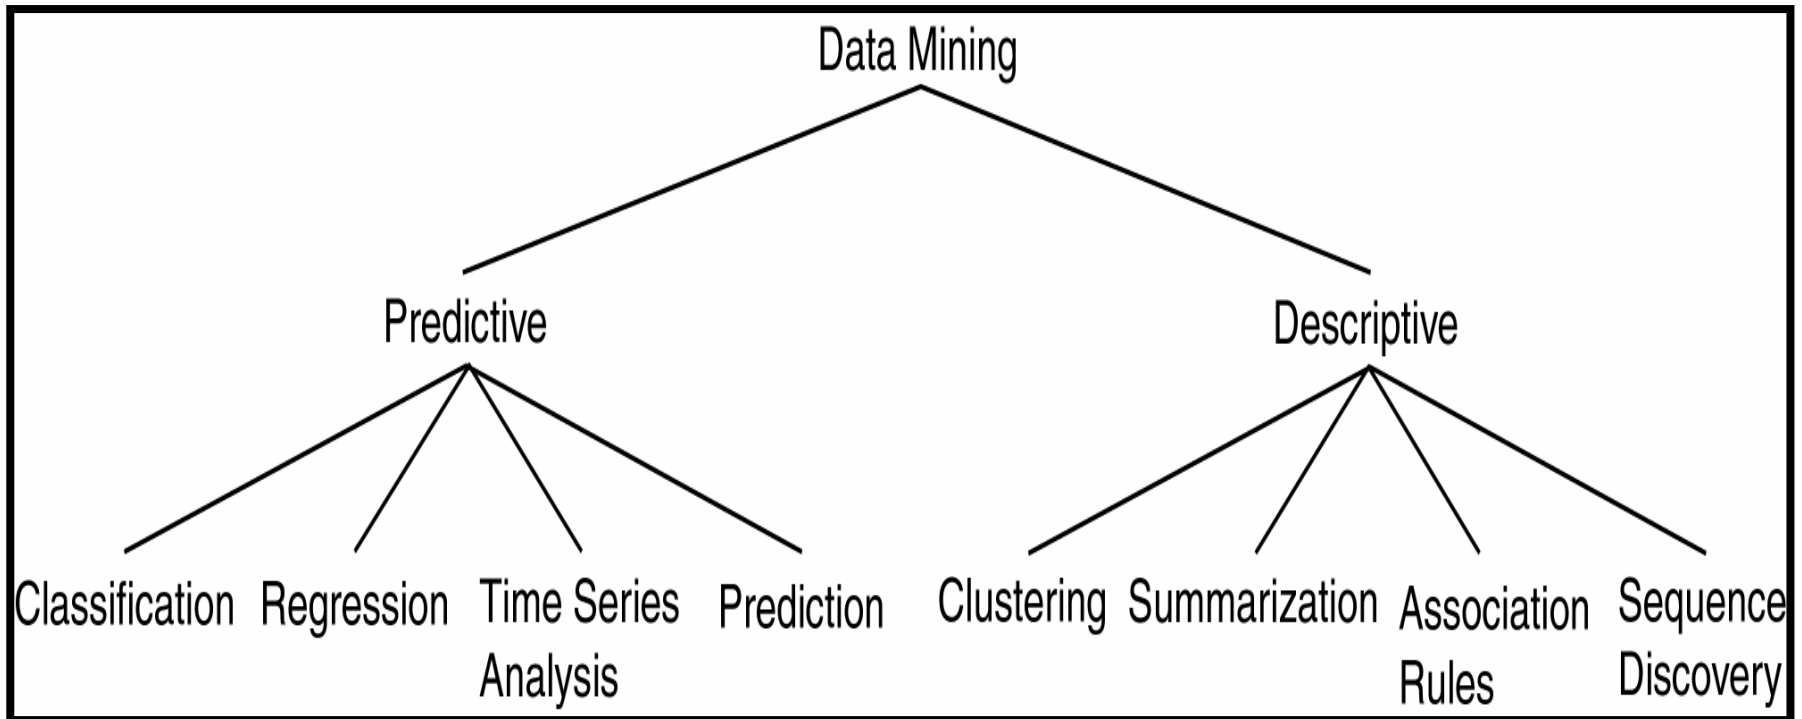 Data Mining
Predictive
Descriptive
Classification
Regression
Time Series
Analysis
Prediction
Clustering
Summarization
Association
Rules
Sequence
Discovery